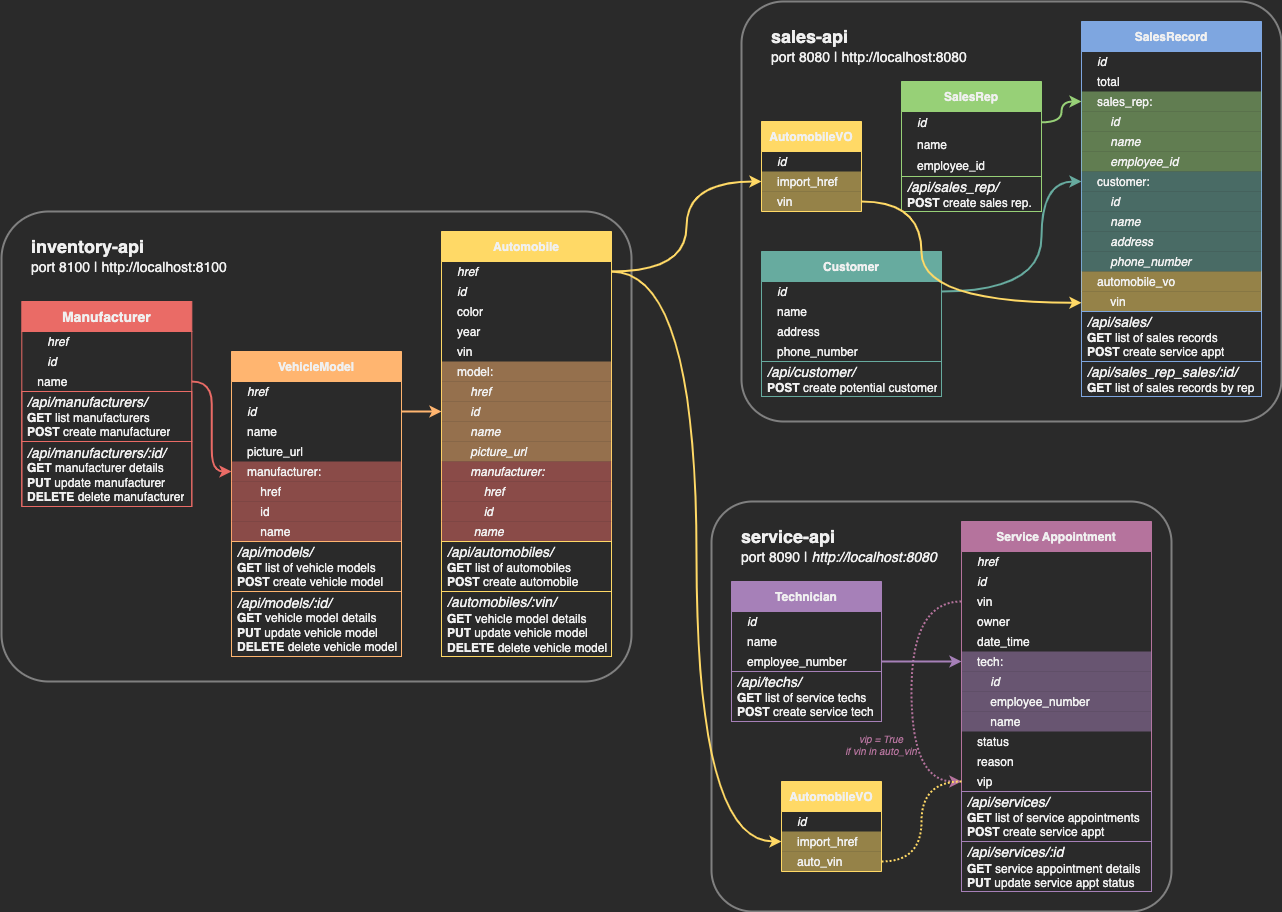 inventory-api
port 8100 | http://localhost:8100
Manufacturer
href
id
name
/api/manufacturers/
GET list manufacturers
POST create manufacturer
/api/manufacturers/:id/
GET manufacturer details
PUT update manufacturer
DELETE delete manufacturer
VehicleModel
href
id
name
picture_url
manufacturer:
href
id
name
/api/models/
GET list of vehicle models
POST create vehicle model
/api/models/:id/
GET vehicle model details
PUT update vehicle model
DELETE delete vehicle model
Automobile
href
id
color
year
vin
model:
href
id
name
picture_url
manufacturer:
href
id
name
/api/automobiles/
GET list of automobiles
POST create automobile
/automobiles/:vin/
GET vehicle model details
PUT update vehicle model
DELETE delete vehicle model
sales-api
port 8080 | http://localhost:8080
AutomobileVO
id
import_href
vin
SalesRep
id
name
employee_id
/api/sales_rep/
POST create sales rep.
Customer
id
name
address
phone_number
/api/customer/
POST create potential customer
SalesRecord
id
total
sales_rep:
id
name
employee_id
customer:
id
name
address
phone_number
automobile_vo
vin
/api/sales/
GET list of sales records
POST create service appt
/api/sales_rep_sales/:id/
GET list of sales records by rep
service-api
port 8090 | http://localhost:8080
Technician
id
name
employee_number
/api/techs/
GET list of service techs
POST create service tech
vip = True
if vin in auto_vin
AutomobileVO
id
import_href
auto_vin
Service Appointment
href
id
vin
owner
date_time
tech:
id
employee_number
name
status
reason
vip
/api/services/
GET list of service appointments
POST create service appt
/api/services/:id
GET service appointment details
PUT update service appt status